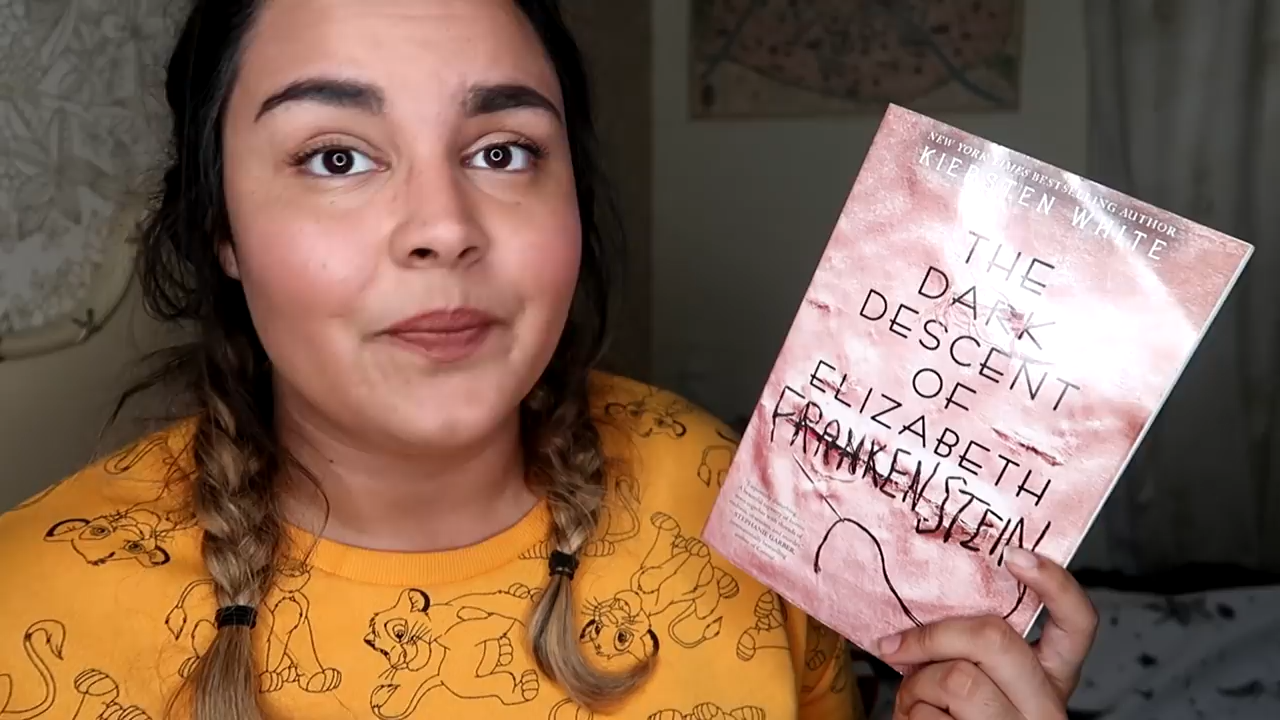 NEW YORK TIMES BESTSELLING AUTHOR
KIERSTEN WHITE
THE
DARK
DESCENT
OF
ELIZABETH
FRANKENSTEIN
STEPHANIE GARBER,